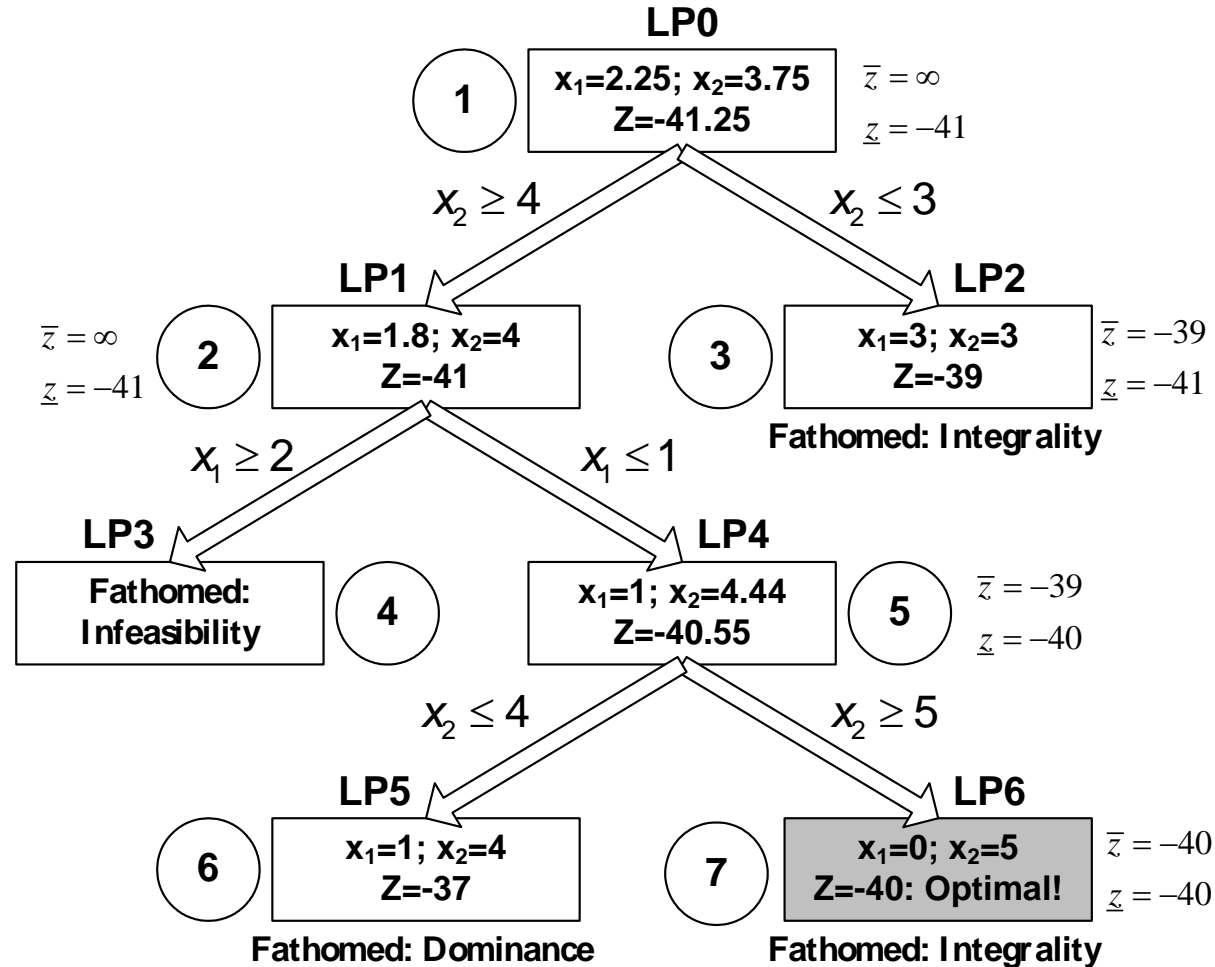 LP0
1
x₁=2.25; x₂=3.75
Z=-41.25
z̅ = ∞
z̲ = −41
x₂ ≥ 4
x₂ ≤ 3
LP1
z̅ = ∞
z̲ = −41
2
x₁=1.8; x₂=4
Z=-41
LP2
3
x₁=3; x₂=3
Z=-39
z̅ = −39
z̲ = −41
Fathomed: Integrality
x₁ ≥ 2
x₁ ≤ 1
LP3
Fathomed:
Infeasibility
4
LP4
x₁=1; x₂=4.44
Z=-40.55
5
z̅ = −39
z̲ = −40
x₂ ≤ 4
x₂ ≥ 5
LP5
6
x₁=1; x₂=4
Z=-37
Fathomed: Dominance
LP6
7
x₁=0; x₂=5
Z=-40: Optimal!
z̅ = −40
z̲ = −40
Fathomed: Integrality